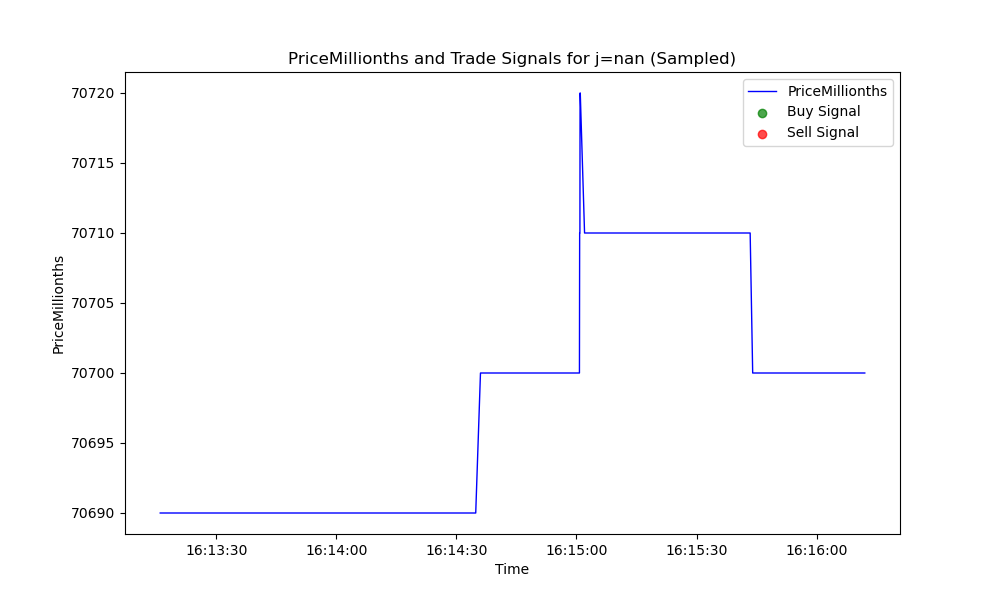 PriceMillionths and Trade Signals for j=nan (Sampled)
PriceMillionths
Buy Signal
Sell Signal
70720
70715
70710
70705
70700
70695
70690
PriceMillionths
16:13:30 16:14:00 16:14:30 16:15:00 16:15:30 16:16:00
Time